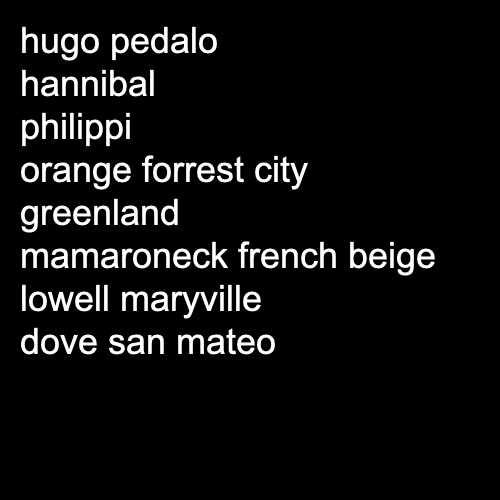 hugo pedalo
hannibal
philippi
orange forrest city
greenland
mamaroneck french beige
lowell maryville
dove san mateo